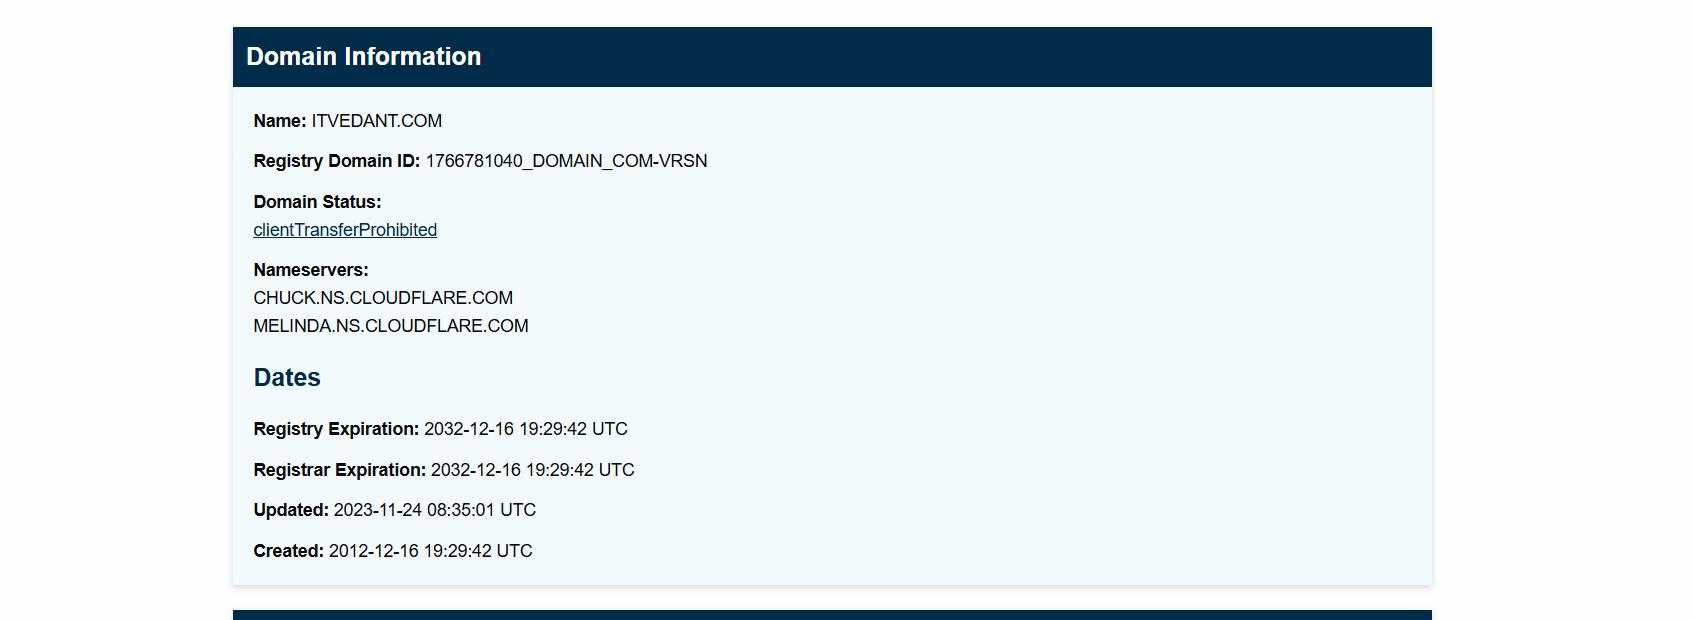 Domain Information
Name: ITVEDANT.COM
Registry Domain ID: 1766781040_DOMAIN_COM-VRSN
Domain Status:
clientTransferProhibited
Nameservers:
CHUCK.NS.CLOUDFLARE.COM
MELINDA.NS.CLOUDFLARE.COM
Dates
Registry Expiration: 2032-12-16 19:29:42 UTC
Registrar Expiration: 2032-12-16 19:29:42 UTC
Updated: 2023-11-24 08:35:01 UTC
Created: 2012-12-16 19:29:42 UTC